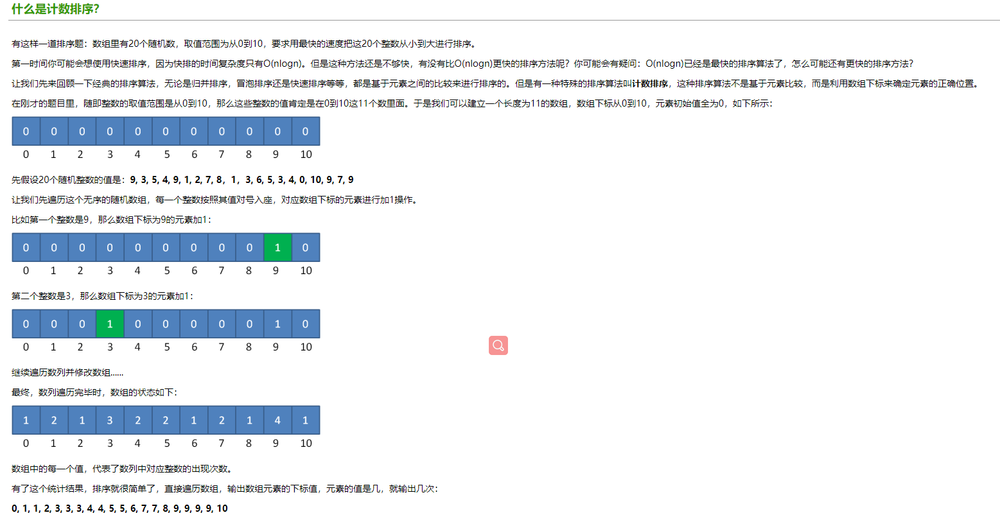 什么是计数排序?
有这样一道排序题：数组里有20个随机数，取值范围为从0到10，要求用最快的速度把这20个整数从小到大进行排序。
第一时间你可能会想使用快速排序，因为快排的时间复杂度只有O(nlogn)。但是这种方法还是不够快，有没有比O(nlogn)更快的排序方法呢？你可能会有疑问：O(nlogn)已经是最快的排序算法了，怎么可能还有更快的排序方法？
让我们先来回顾一下经典的排序算法，无论是归并排序，冒泡排序还是快速排序等等，都是基于元素之间的比较来进行排序的。但是有一种特殊的排序算法叫计数排序，这种排序算法不是基于元素比较，而是利用数组下标来确定元素的正确位置。
在刚才的题目里，随即整数的取值范围是从0到10，那么这些整数的值肯定是在0到10这11个数里面。于是我们可以建立一个长度为11的数组，数组下标从0到10，元素初始值全为0，如下所示：
0 0 0 0 0 0 0 0 0 0 0
0 1 2 3 4 5 6 7 8 9 10
先假设20个随机整数的值是：9, 3, 5, 4, 9, 1, 2, 7, 8，1，3, 6, 5, 3, 4, 0, 10, 9, 7, 9
让我们先遍历这个无序的随机数组，每一个整数按照其值对号入座，对应数组下标的元素进行加1操作。
比如第一个整数是9，那么数组下标为9的元素加1：
0 0 0 0 0 0 0 0 0 1 0
0 1 2 3 4 5 6 7 8 9 10
第二个整数是3，那么数组下标为3的元素加1：
0 0 0 1 0 0 0 0 0 1 0
0 1 2 3 4 5 6 7 8 9 10
继续遍历数列并修改数组......
最终，数列遍历完毕时，数组的状态如下：
1 2 1 3 2 2 1 2 1 4 1
0 1 2 3 4 5 6 7 8 9 10
数组中的每一个值，代表了数列中对应整数的出现次数。
有了这个统计结果，排序就很简单了，直接遍历数组，输出数组元素的下标值，元素的值是几，就输出几次：
0, 1, 1, 2, 3, 3, 3, 4, 4, 5, 5, 6, 7, 7, 8, 9, 9, 9, 9, 10